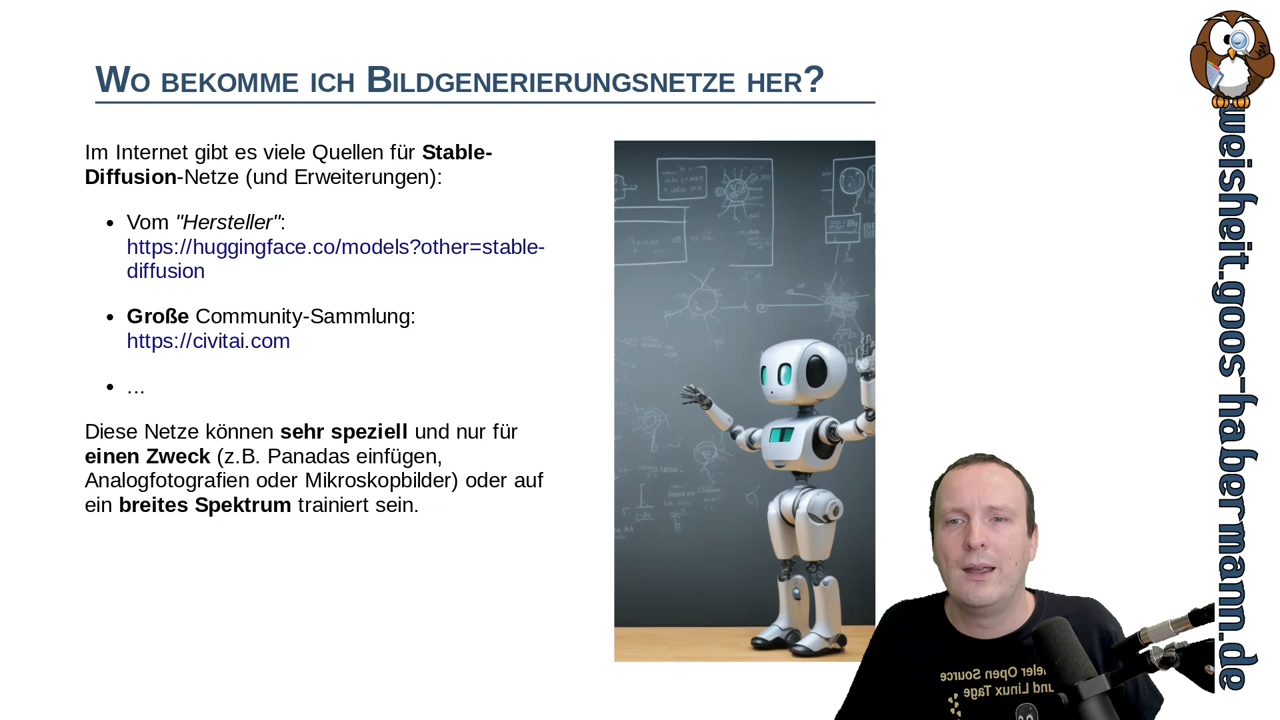 Wo bekomme ich Bildgenerierungsnetze her?
Im Internet gibt es viele Quellen für Stable-
Diffusion-Netze (und Erweiterungen):
• Vom "Hersteller":
https://huggingface.co/models?other=stable-
diffusion
• Große Community-Sammlung:
https://civitai.com
• ...
Diese Netze können sehr speziell und nur für
einen Zweck (z.B. Panadas einfügen,
Analogfotografien oder Mikroskopbilder) oder auf
ein breites Spektrum trainiert sein.
weisheit.goos-habermann.de
ieler Open Source
und Linux Tage